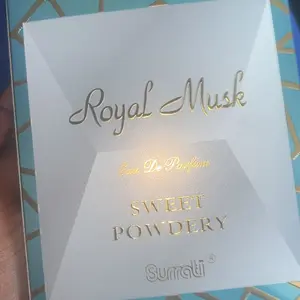 Royal Musk
Eau De Parfum
SWEET
POWDERY
Surrati®